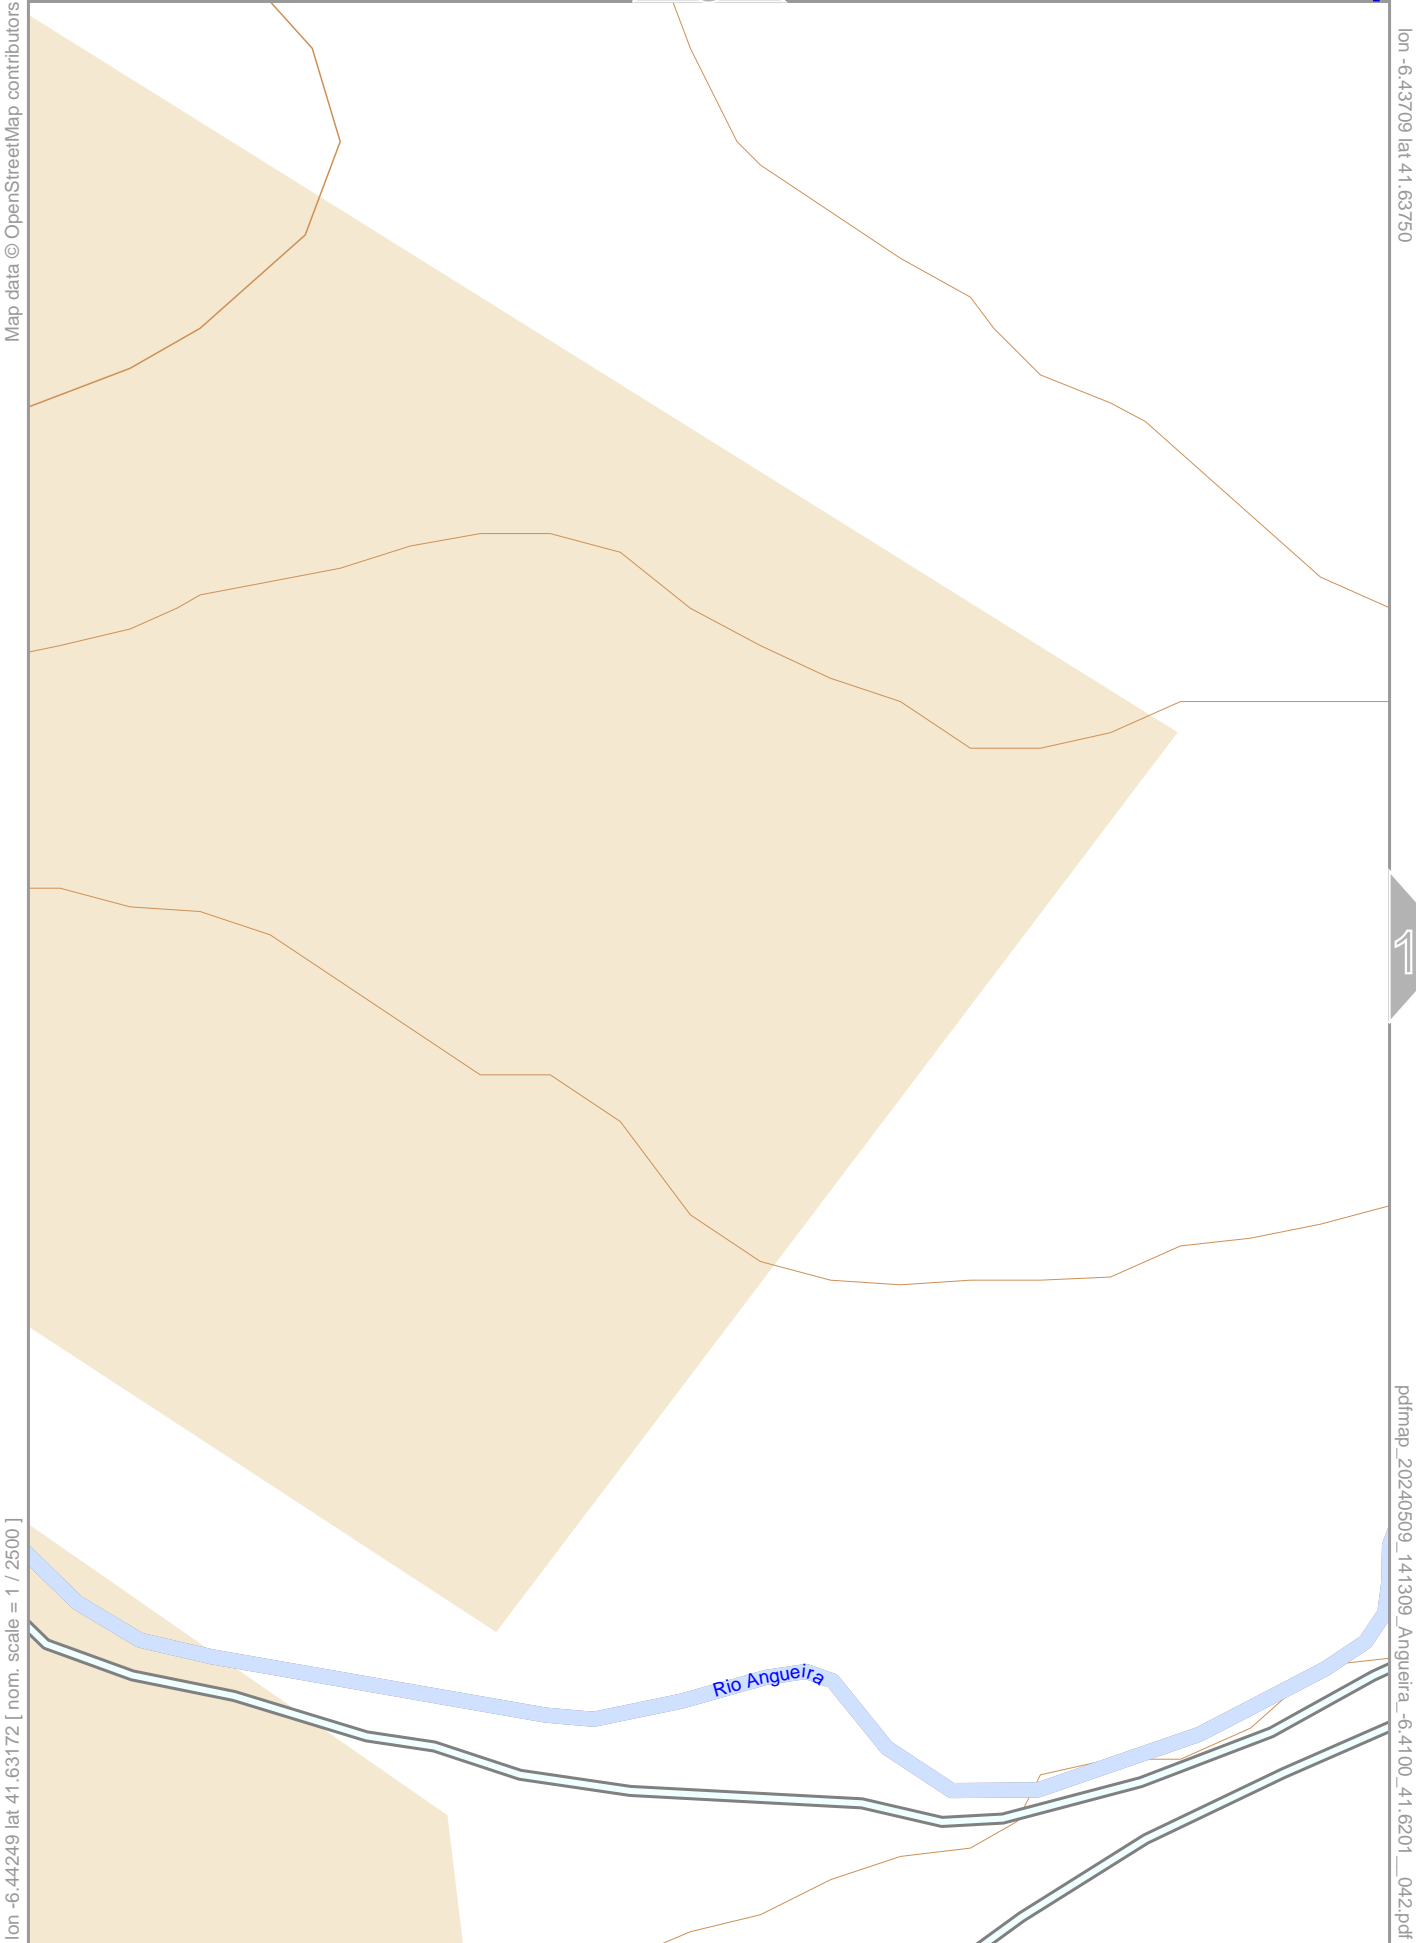 Map data © OpenStreetMap contributors
lon -6.43709 lat 41.63750
1
Rio Angueira
lon -6.44249 lat 41.63172 [ nom. scale = 1 / 2500 ]
pdfmap_20240509_141309_Angueira_-6.4100_41.6201__042.pdf